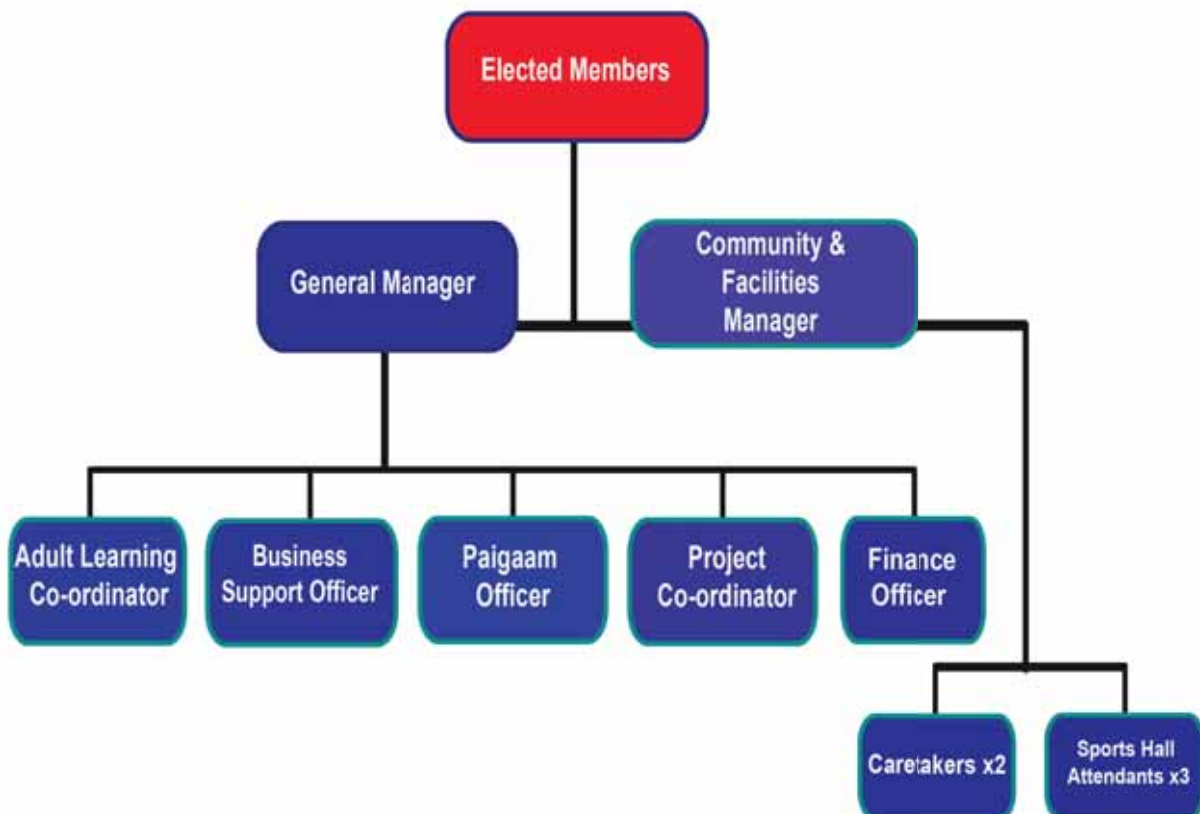 Elected Members
General Manager
Community &
Facilities
Manager
Adult Learning
Co-ordinator
Business
Support Officer
Paigaam
Officer
Project
Co-ordinator
Finance
Officer
Caretakers x2
Sports Hall
Attendants x3